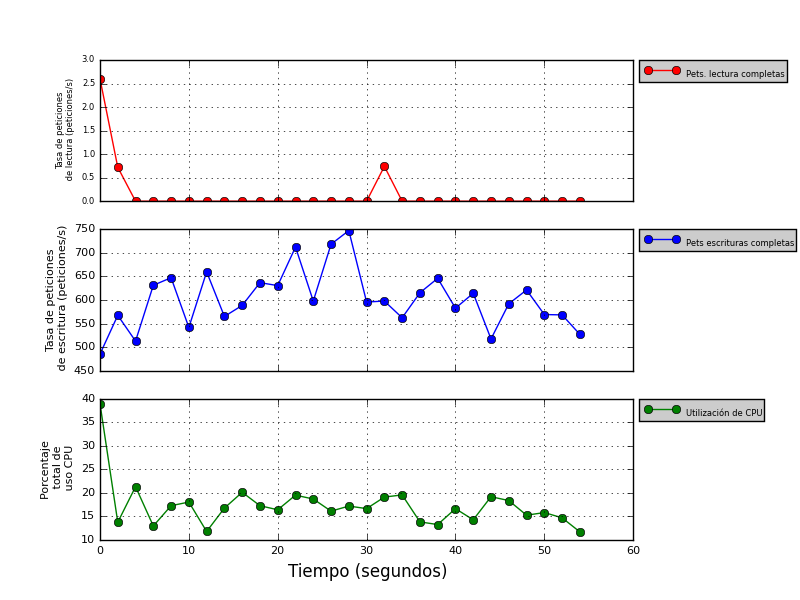 3.0
2.5
2.0
1.5
1.0
0.5
0.0
Tasa de peticiones
de lectura (peticiones/s)
Pets. lectura completas
750
700
650
600
550
500
450
Tasa de peticiones
de escritura (peticiones/s)
Pets escrituras completas
40
35
30
25
20
15
10
Porcentaje
total de
uso CPU
Utilización de CPU
0
10
20
30
40
50
60
Tiempo (segundos)